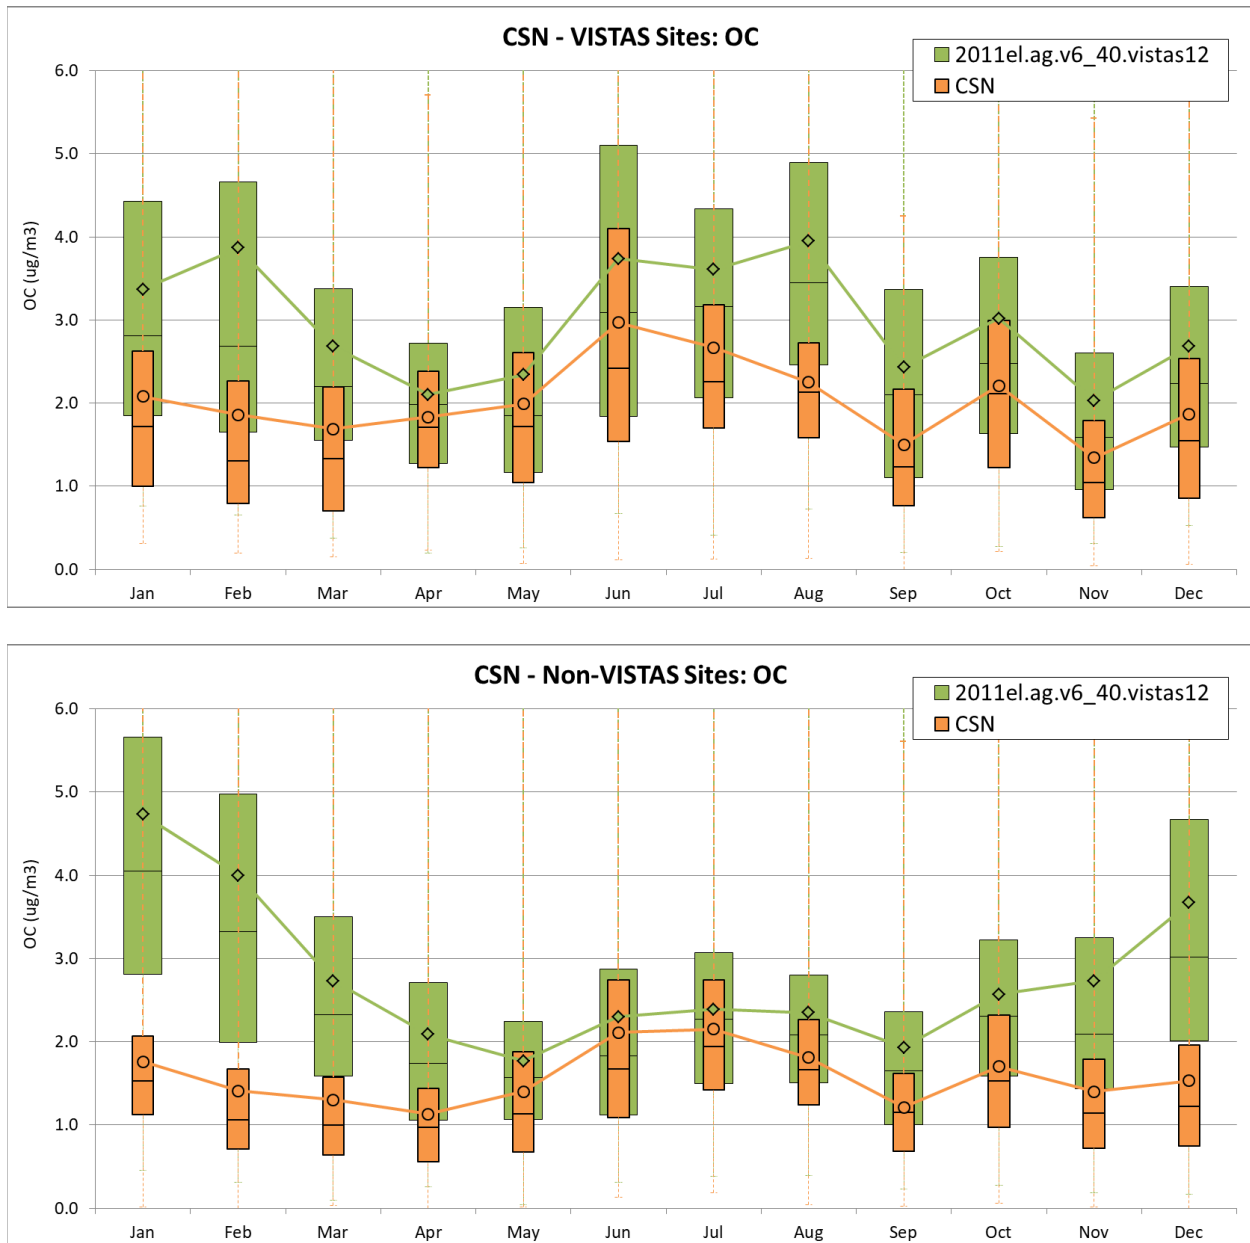 CSN - VISTAS Sites: OC
2011el.ag.v6_40.vistas12
CSN
OC (ug/m3)
6.0
5.0
4.0
3.0
2.0
1.0
0.0
Jan Feb Mar Apr May Jun Jul Aug Sep Oct Nov Dec
CSN - Non-VISTAS Sites: OC
2011el.ag.v6_40.vistas12
CSN
OC (ug/m3)
6.0
5.0
4.0
3.0
2.0
1.0
0.0
Jan Feb Mar Apr May Jun Jul Aug Sep Oct Nov Dec